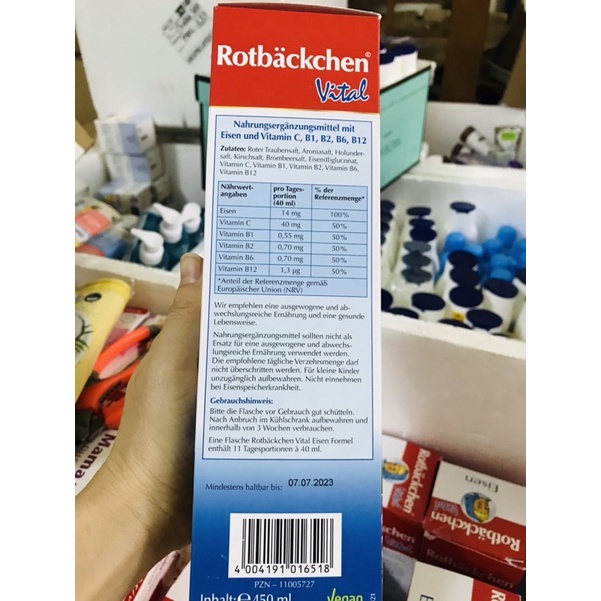 Rotbäckchen®
Vital
Nahrungsergänzungsmittel mit
Eisen und Vitamin C, B1, B2, B6, B12
Zutaten: Roter Traubensaft, Aroniasaft, Holunder-
saft, Kirschsaft, Brombeersaft, Eisen(II)gluconat,
Vitamin C, Vitamin B1, Vitamin B2, Vitamin B6,
Vitamin B12
Nährwert- pro Tages- % der
angaben portion Referenzmenge*
(40 ml)
Eisen 14 mg 100%
Vitamin C 40 mg 50%
Vitamin B1 0,55 mg 50%
Vitamin B2 0,70 mg 50%
Vitamin B6 0,70 mg 50%
Vitamin B12 1,3 µg 50%
*Anteil der Referenzmenge gemäß
Europäischer Union (NRV)
Wir empfehlen eine ausgewogene und ab-
wechslungsreiche Ernährung und eine gesunde
Lebensweise.
Nahrungsergänzungsmittel sollten nicht als
Ersatz für eine ausgewogene und abwechs-
lungsreiche Ernährung verwendet werden.
Die empfohlene tägliche Verzehrsmenge darf
nicht überschritten werden. Für kleine Kinder
unzugänglich aufbewahren. Nicht einnehmen
bei Eisenspeicherkrankheit.
Gebrauchshinweis:
Bitte die Flasche vor Gebrauch gut schütteln.
Nach Anbruch im Kühlschrank aufbewahren und
innerhalb von 3 Wochen verbrauchen.
Eine Flasche Rotbäckchen Vital Eisen Formel
enthält 11 Tagesportionen à 40 ml.
Mindestens haltbar bis: 07.07.2023
4 004191 016518
PZN – 11005727
Inhalt: ℮ 450 ml
Vegan
Mama
Rotbäckchen
Eisen
Rotbäckchen